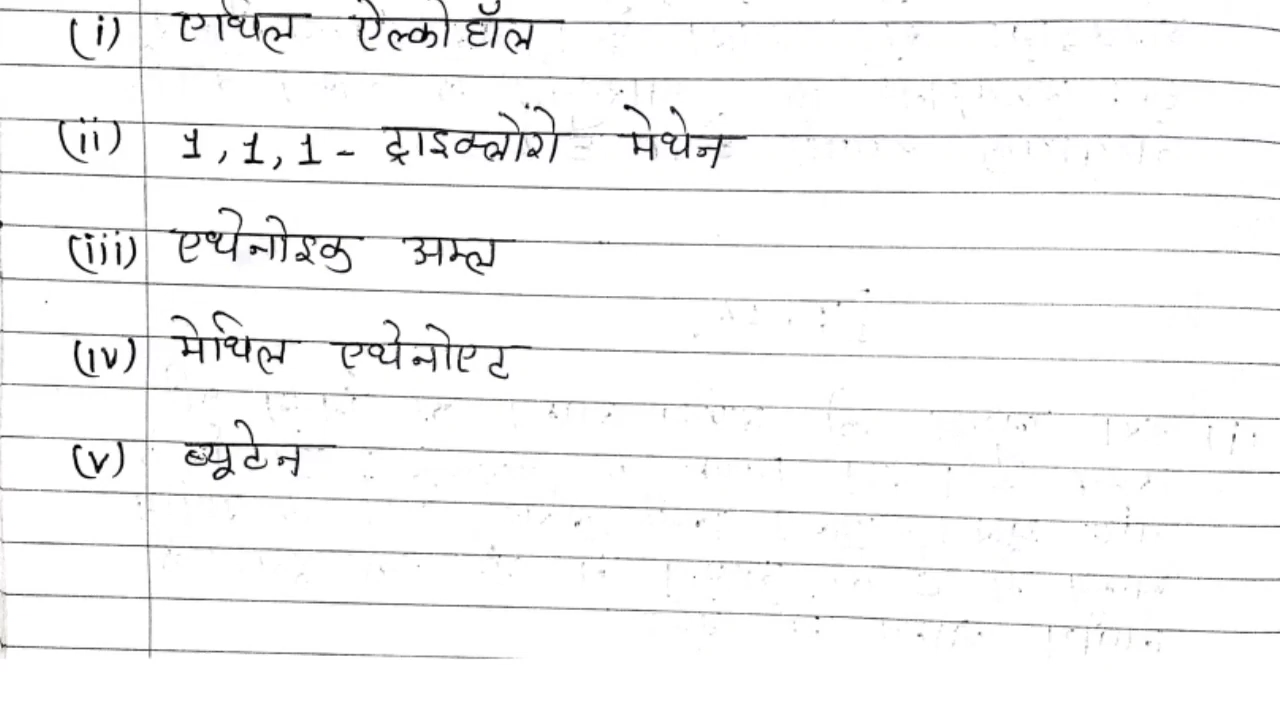 (i) एथिल ऐल्कोहॉल
(ii) 1,1,1- ट्राइक्लोरो मेथेन
(iii) एथेनोइक अम्ल
(iv) मेथिल एथेनोएट
(v) ब्यूटेन